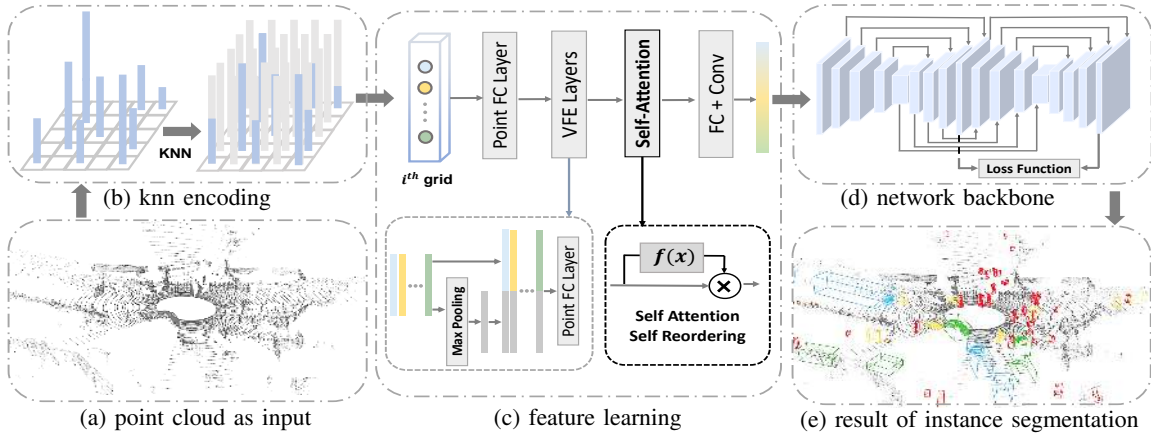 KNN
(b) knn encoding
(a) point cloud as input
i^th grid
Point FC Layer
VFE Layers
Self-Attention
FC + Conv
Max Pooling
Point FC Layer
f(x)
Self Attention
Self Reordering
(c) feature learning
Loss Function
(d) network backbone
(e) result of instance segmentation